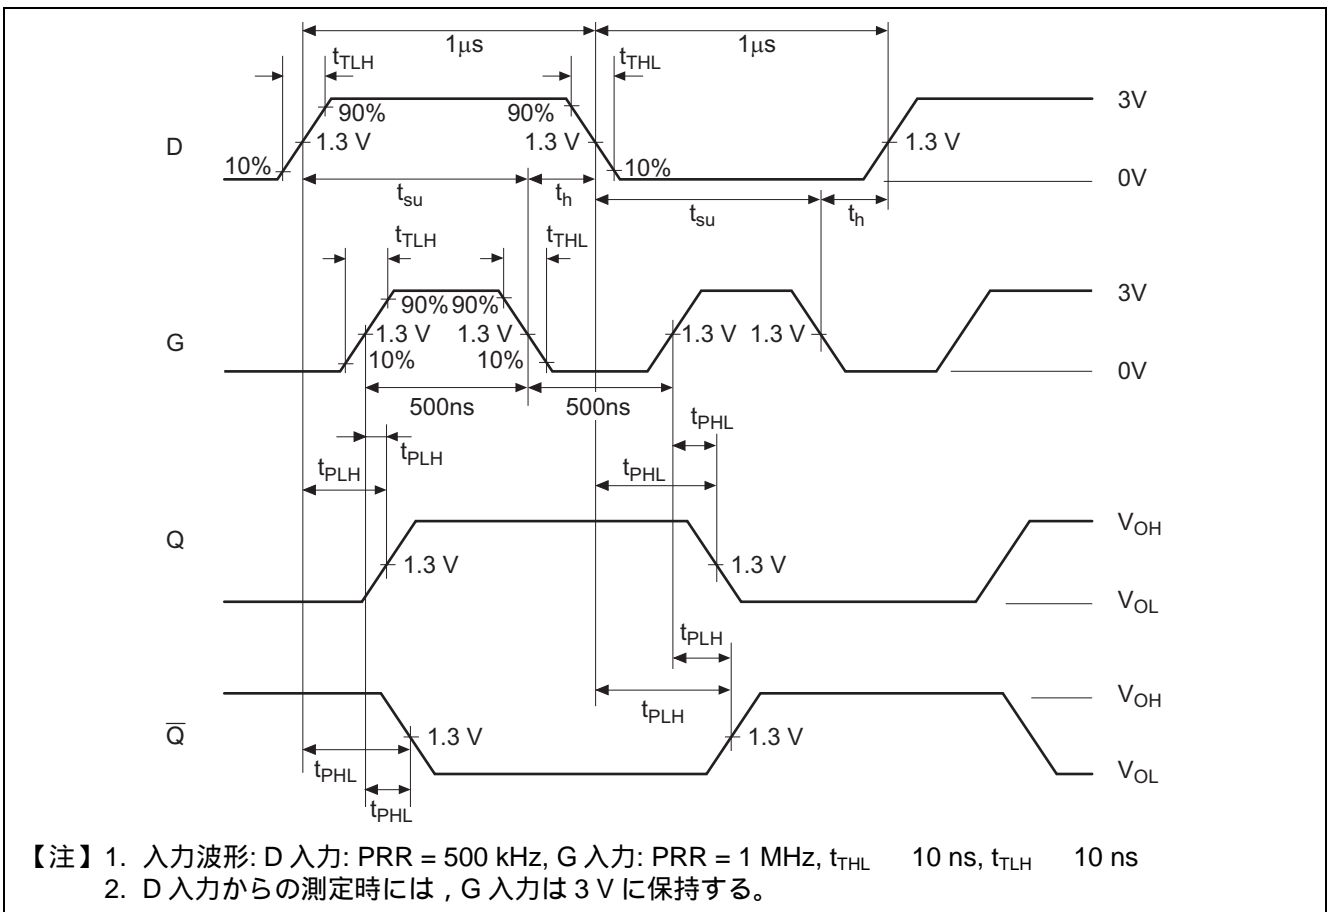 1μs 1μs
tTLH tTHL
90% 90% 3V
D 1.3 V 1.3 V 1.3 V
10% 10% 0V
tsu th tsu th
tTLH tTHL
90% 90% 3V
G 1.3 V 1.3 V 1.3 V 1.3 V
10% 10% 0V
500ns 500ns
tPHL
tPLH
tPLH tPHL
Q VOH
1.3 V 1.3 V
VOL
tPLH
VOH
tPLH
Q̅ 1.3 V 1.3 V
tPHL VOL
tPHL
【注】1. 入力波形: D 入力: PRR = 500 kHz, G 入力: PRR = 1 MHz, tTHL 10 ns, tTLH 10 ns
2. D 入力からの測定時には , G 入力は 3 V に保持する。